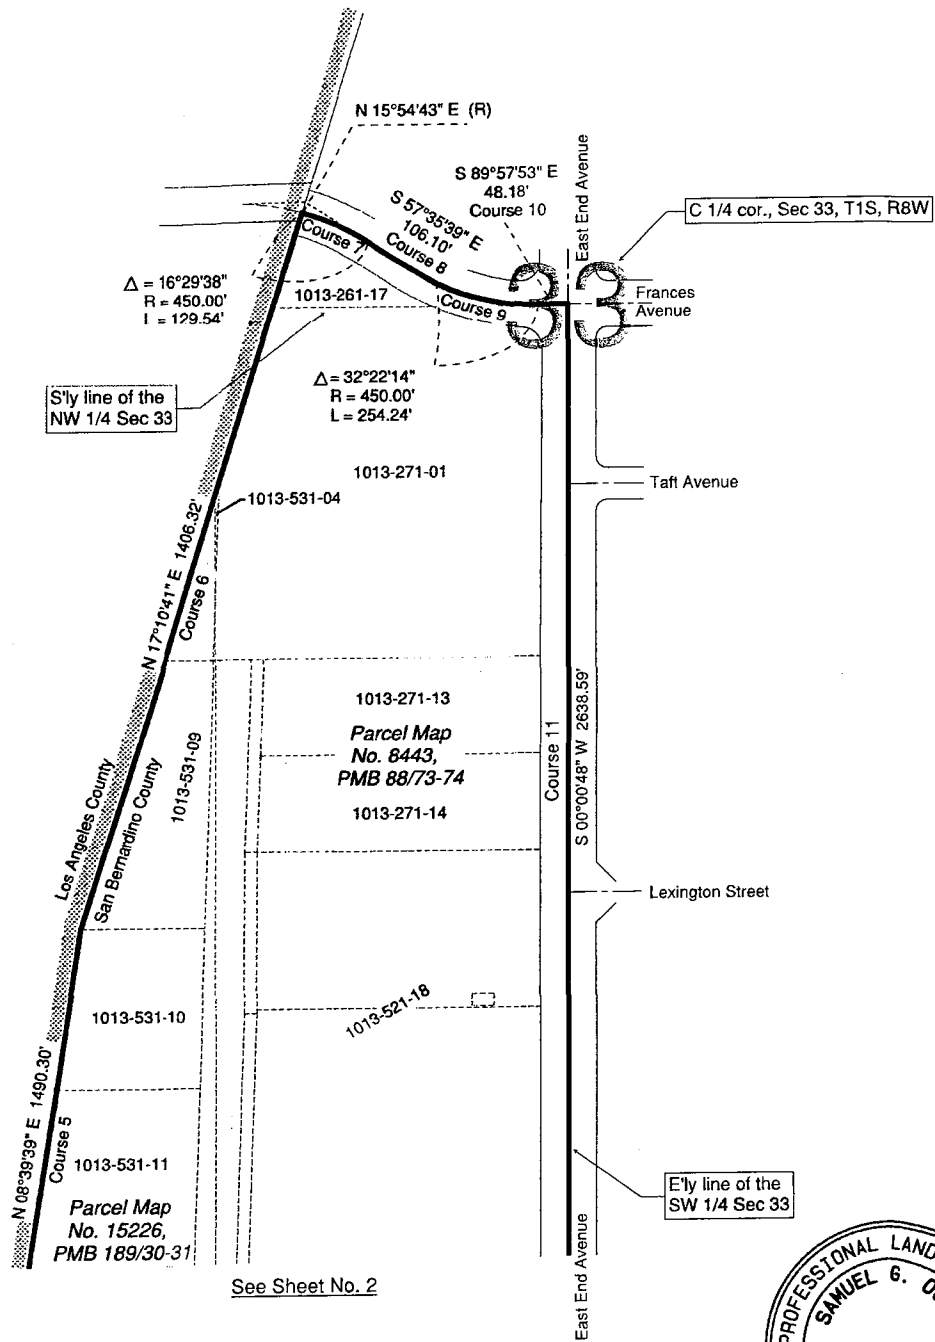 N 15°54'43" E (R)
S 89°57'53" E
48.18'
Course 10
East End Avenue
C 1/4 cor., Sec 33, T1S, R8W
S 57°35'39" E
106.10'
Course 8
Course 7
Course 9
33
33
Frances
Avenue
Δ = 16°29'38"
R = 450.00'
l = 129.54'
1013-261-17
S'ly line of the
NW 1/4 Sec 33
Δ = 32°22'14"
R = 450.00'
L = 254.24'
1013-271-01
Taft Avenue
1013-531-04
N 17°10'41" E 1406.32'
Course 6
1013-271-13
Parcel Map
No. 8443,
PMB 88/73-74
1013-271-14
Course 11
S 00°00'48" W 2638.59'
1013-531-09
Los Angeles County
San Bernardino County
Lexington Street
1013-531-10
1013-521-18
N 08°39'39" E 1490.30'
Course 5
1013-531-11
Parcel Map
No. 15226,
PMB 189/30-31
E'ly line of the
SW 1/4 Sec 33
East End Avenue
See Sheet No. 2
PROFESSIONAL LAND
SAMUEL G.